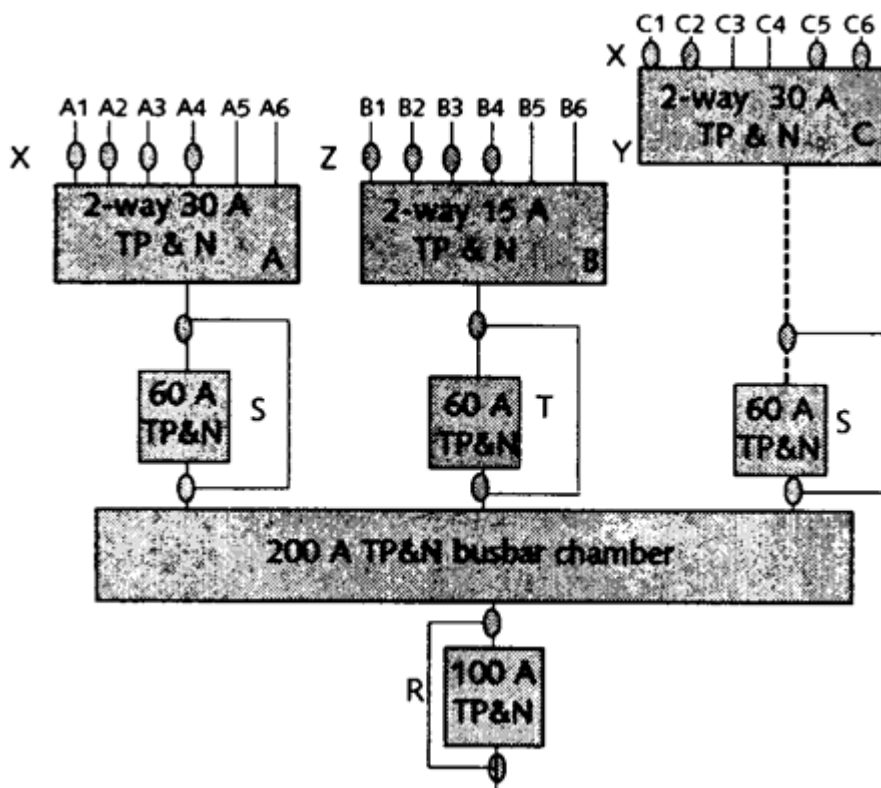 C1 C2 C3 C4 C5 C6
X
2-way 30 A
TP & N
Y
C
A1 A2 A3 A4 A5 A6
X
2-way 30 A
TP & N
A
B1 B2 B3 B4 B5 B6
Z
2-way 15 A
TP & N
B
60 A
TP&N
S
60 A
TP&N
T
60 A
TP&N
S
200 A TP&N busbar chamber
R
100 A
TP&N